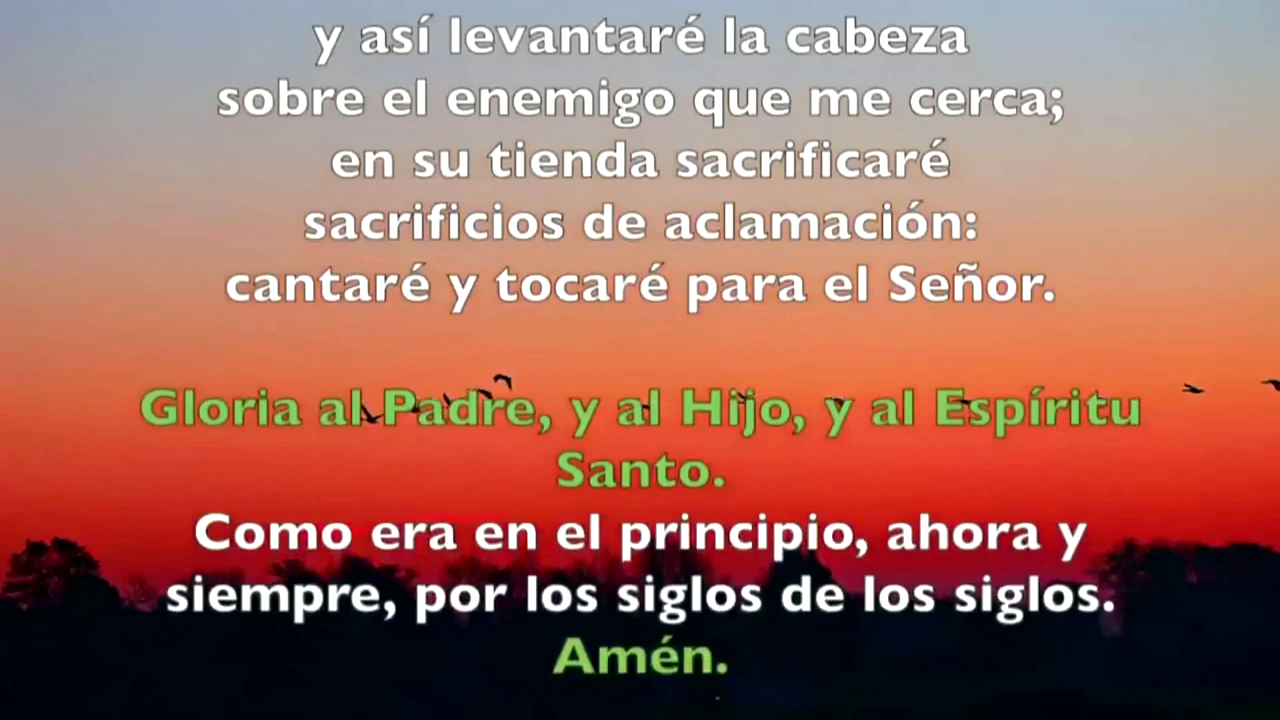 y así levantaré la cabeza
sobre el enemigo que me cerca;
en su tienda sacrificaré
sacrificios de aclamación:
cantaré y tocaré para el Señor.
Gloria al Padre, y al Hijo, y al Espíritu
Santo.
Como era en el principio, ahora y
siempre, por los siglos de los siglos.
Amén.